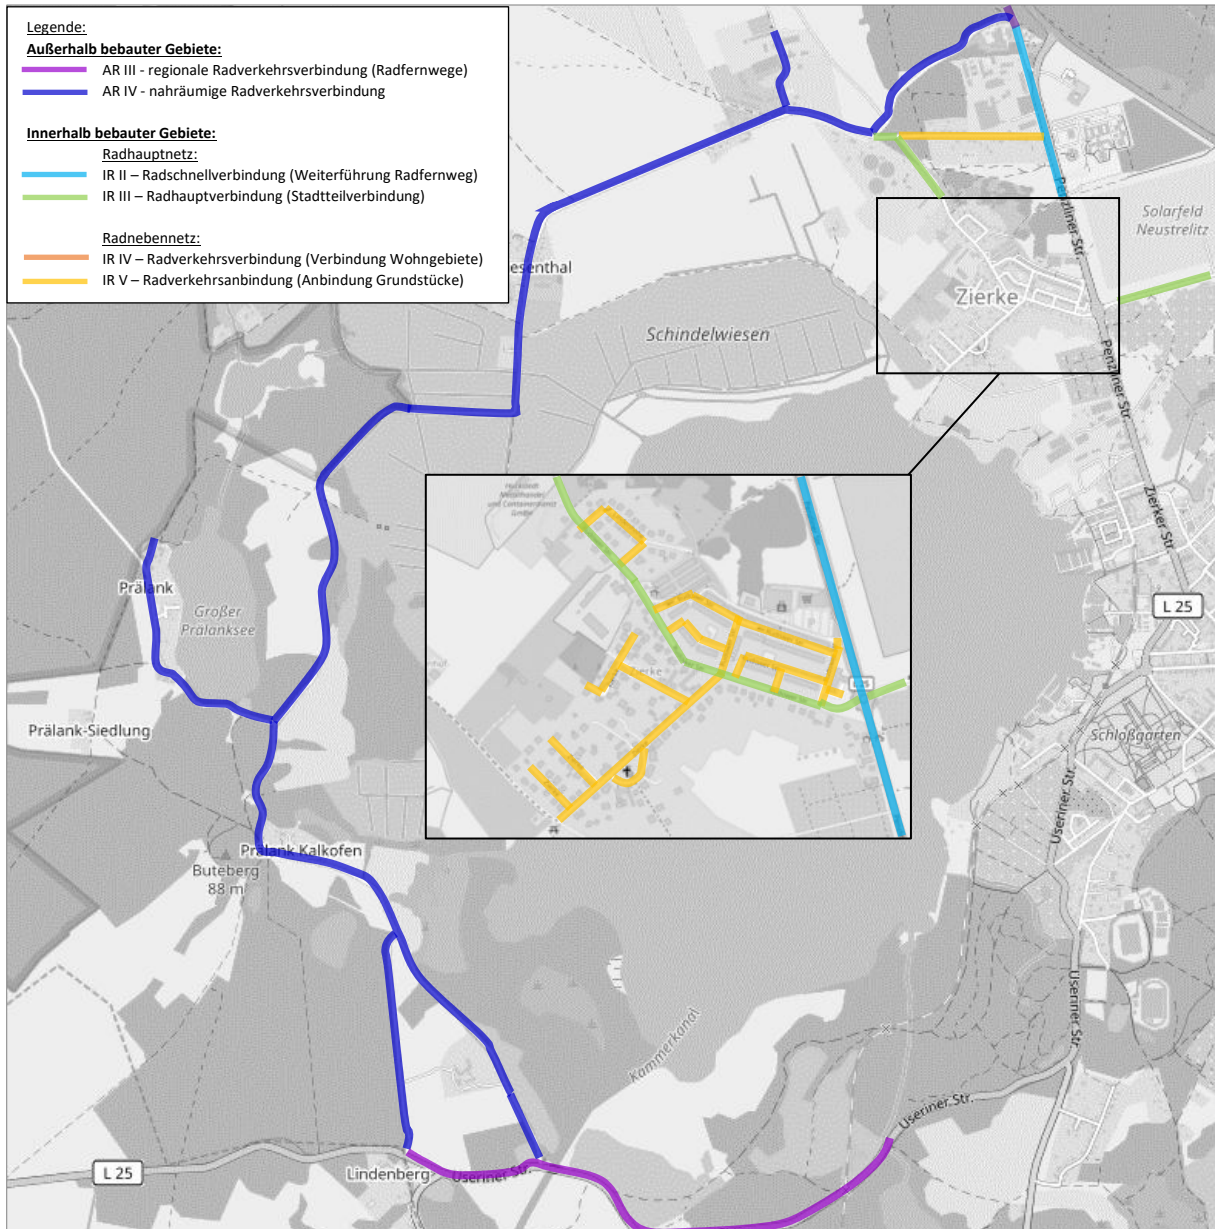 Legende:
Außerhalb bebauter Gebiete:
AR III - regionale Radverkehrsverbindung (Radfernwege)
AR IV - nahräumige Radverkehrsverbindung
Innerhalb bebauter Gebiete:
Radhauptnetz:
IR II – Radschnellverbindung (Weiterführung Radfernweg)
IR III – Radhauptverbindung (Stadtteilverbindung)
Radnebennetz:
IR IV – Radverkehrsverbindung (Verbindung Wohngebiete)
IR V – Radverkehrsanbindung (Anbindung Grundstücke)
Penzliner Str.
Solarfeld
Neustrelitz
esenthal
Zierke
Schindelwiesen
Penzliner Str
Zierker Str
L 25
Prälank
Großer
Prälanksee
Prälank-Siedlung
Schloßgarten
Useriner Str.
Prälank Kalkofen
Buteberg
88 m
Useriner Str.
Kammerkanal
Useriner Str.
Lindenberg
Useriner Str.
L 25